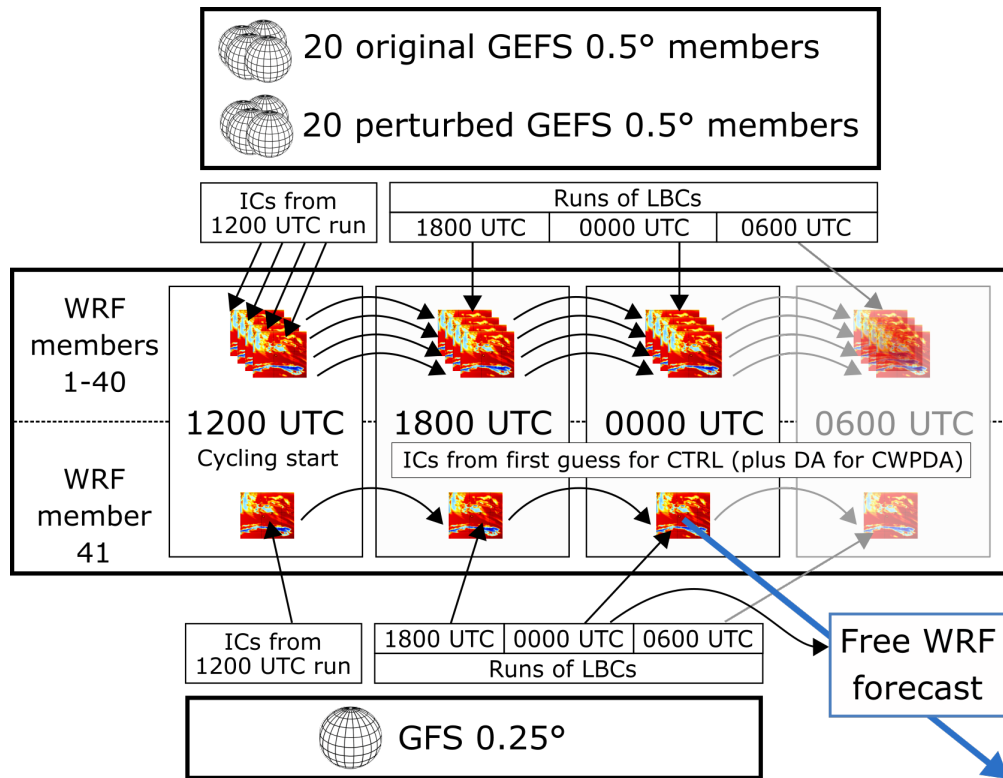 20 original GEFS 0.5° members
20 perturbed GEFS 0.5° members
ICs from
1200 UTC run
Runs of LBCs
1800 UTC
0000 UTC
0600 UTC
WRF
members
1-40
1200 UTC
1800 UTC
0000 UTC
0600 UTC
Cycling start
ICs from first guess for CTRL (plus DA for CWPDA)
WRF
member
41
ICs from
1200 UTC run
1800 UTC
0000 UTC
0600 UTC
Runs of LBCs
Free WRF
forecast
GFS 0.25°